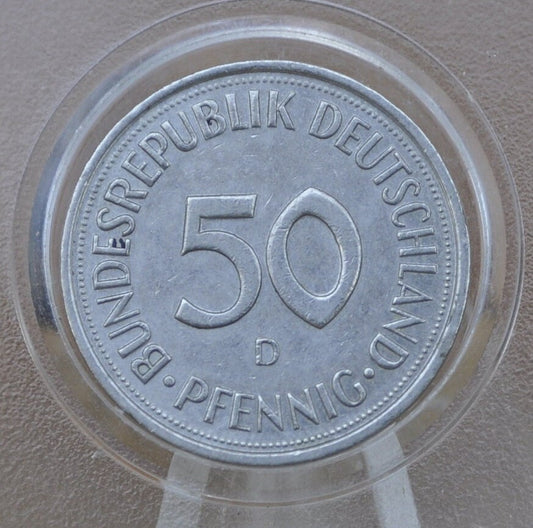 BUNDESREPUBLIK DEUTSCHLAND
50
D
· PFENNIG ·